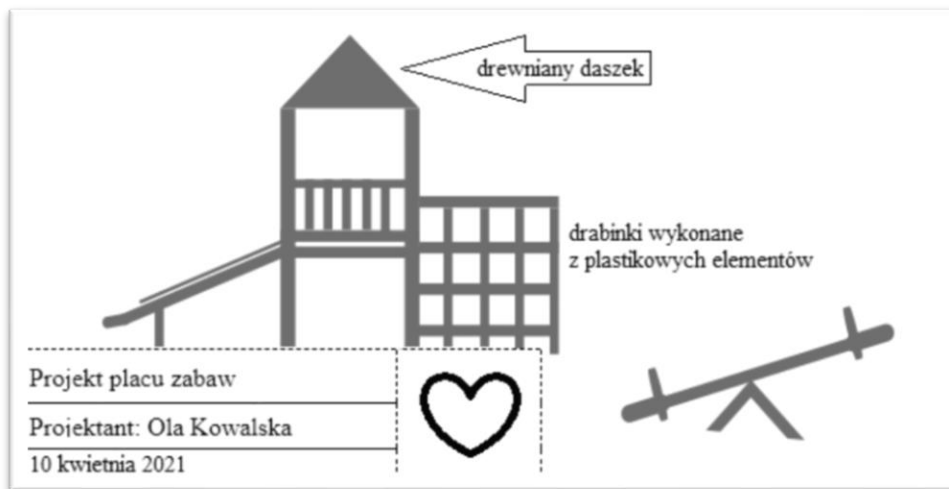 drewniany daszek
drabinki wykonane
z plastikowych elementów
Projekt placu zabaw
Projektant: Ola Kowalska
10 kwietnia 2021